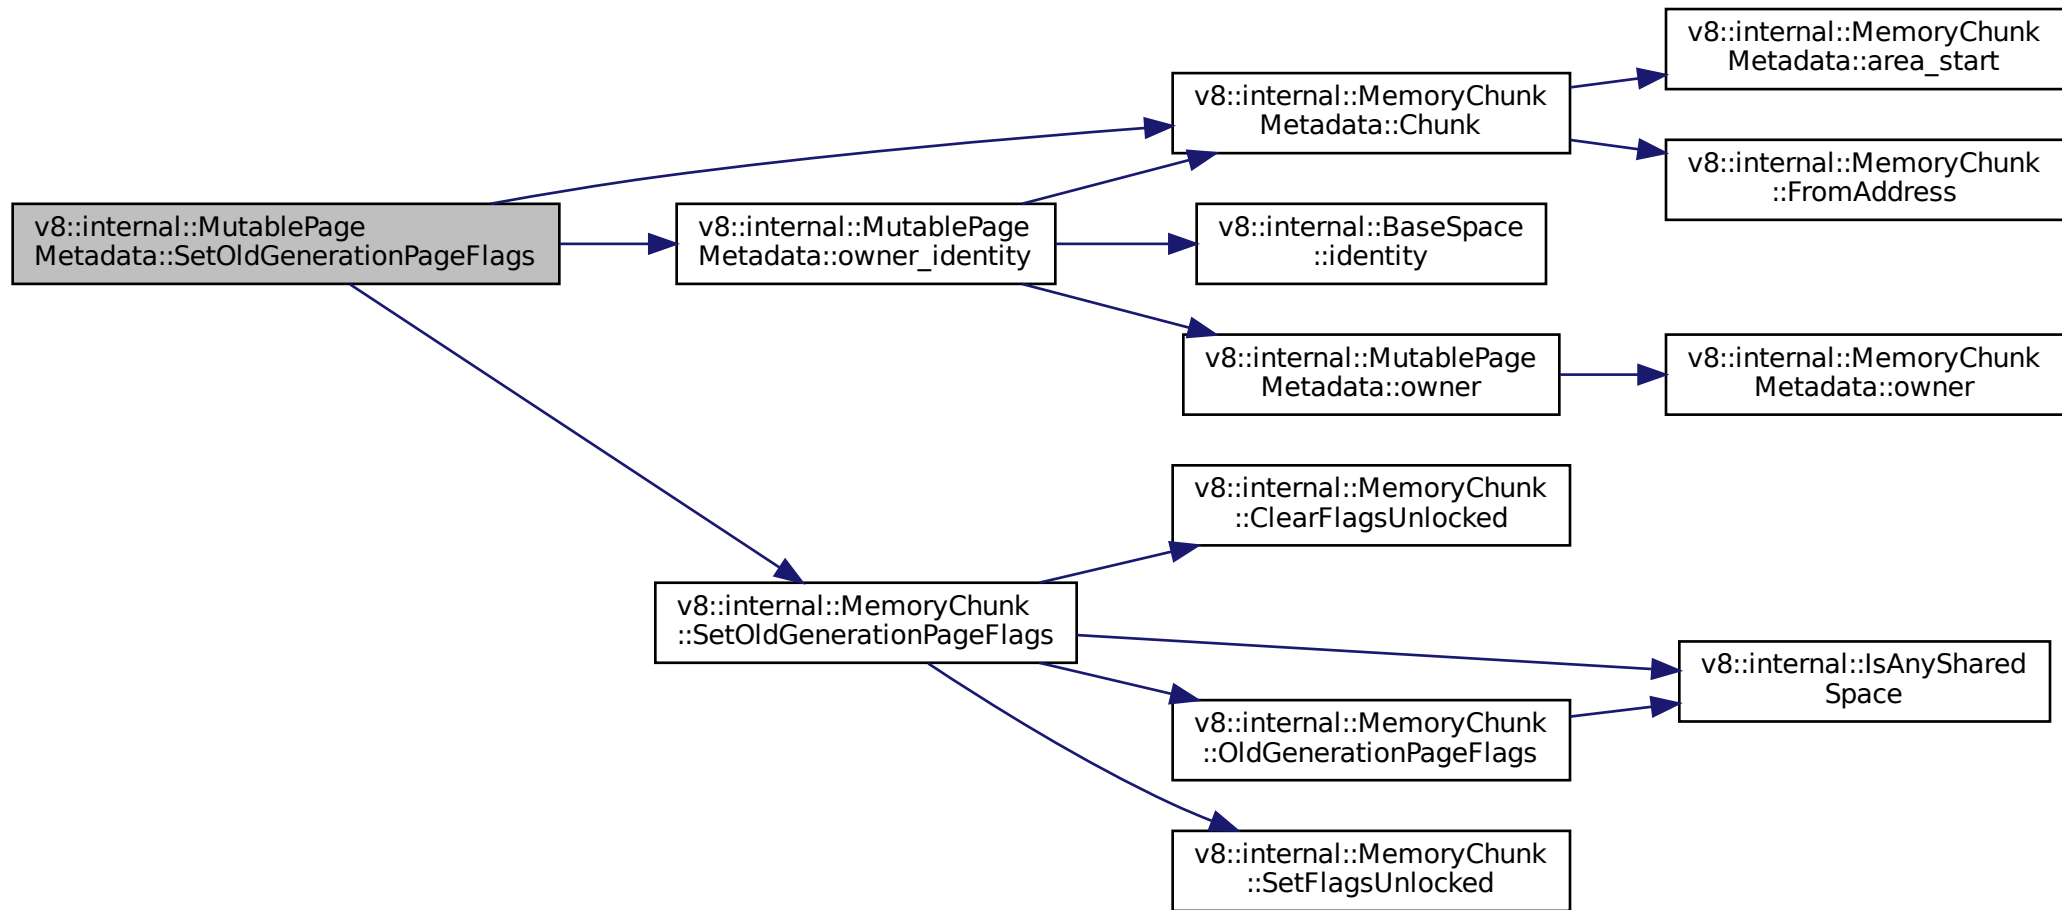 v8::internal::MutablePage
Metadata::SetOldGenerationPageFlags
v8::internal::MutablePage
Metadata::owner_identity
v8::internal::MemoryChunk
Metadata::Chunk
v8::internal::MemoryChunk
Metadata::area_start
v8::internal::MemoryChunk
::FromAddress
v8::internal::BaseSpace
::identity
v8::internal::MutablePage
Metadata::owner
v8::internal::MemoryChunk
Metadata::owner
v8::internal::MemoryChunk
::SetOldGenerationPageFlags
v8::internal::MemoryChunk
::ClearFlagsUnlocked
v8::internal::IsAnyShared
Space
v8::internal::MemoryChunk
::OldGenerationPageFlags
v8::internal::MemoryChunk
::SetFlagsUnlocked